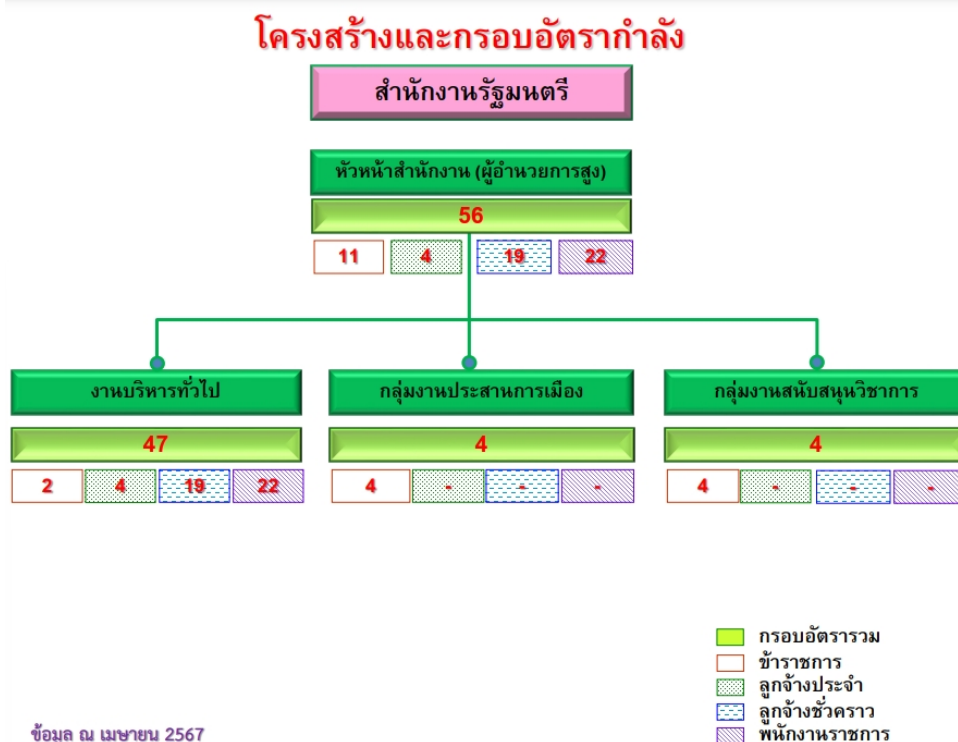 โครงสร้างและกรอบอัตรากำลัง
สำนักงานรัฐมนตรี
หัวหน้าสำนักงาน (ผู้อำนวยการสูง)
56
11 4 19 22
งานบริหารทั่วไป กลุ่มงานประสานการเมือง กลุ่มงานสนับสนุนวิชาการ
47 4 4
2 4 19 22 4 - - - 4 - - -
กรอบอัตรารวม
ข้าราชการ
ลูกจ้างประจำ
ลูกจ้างชั่วคราว
พนักงานราชการ
ข้อมูล ณ เมษายน 2567